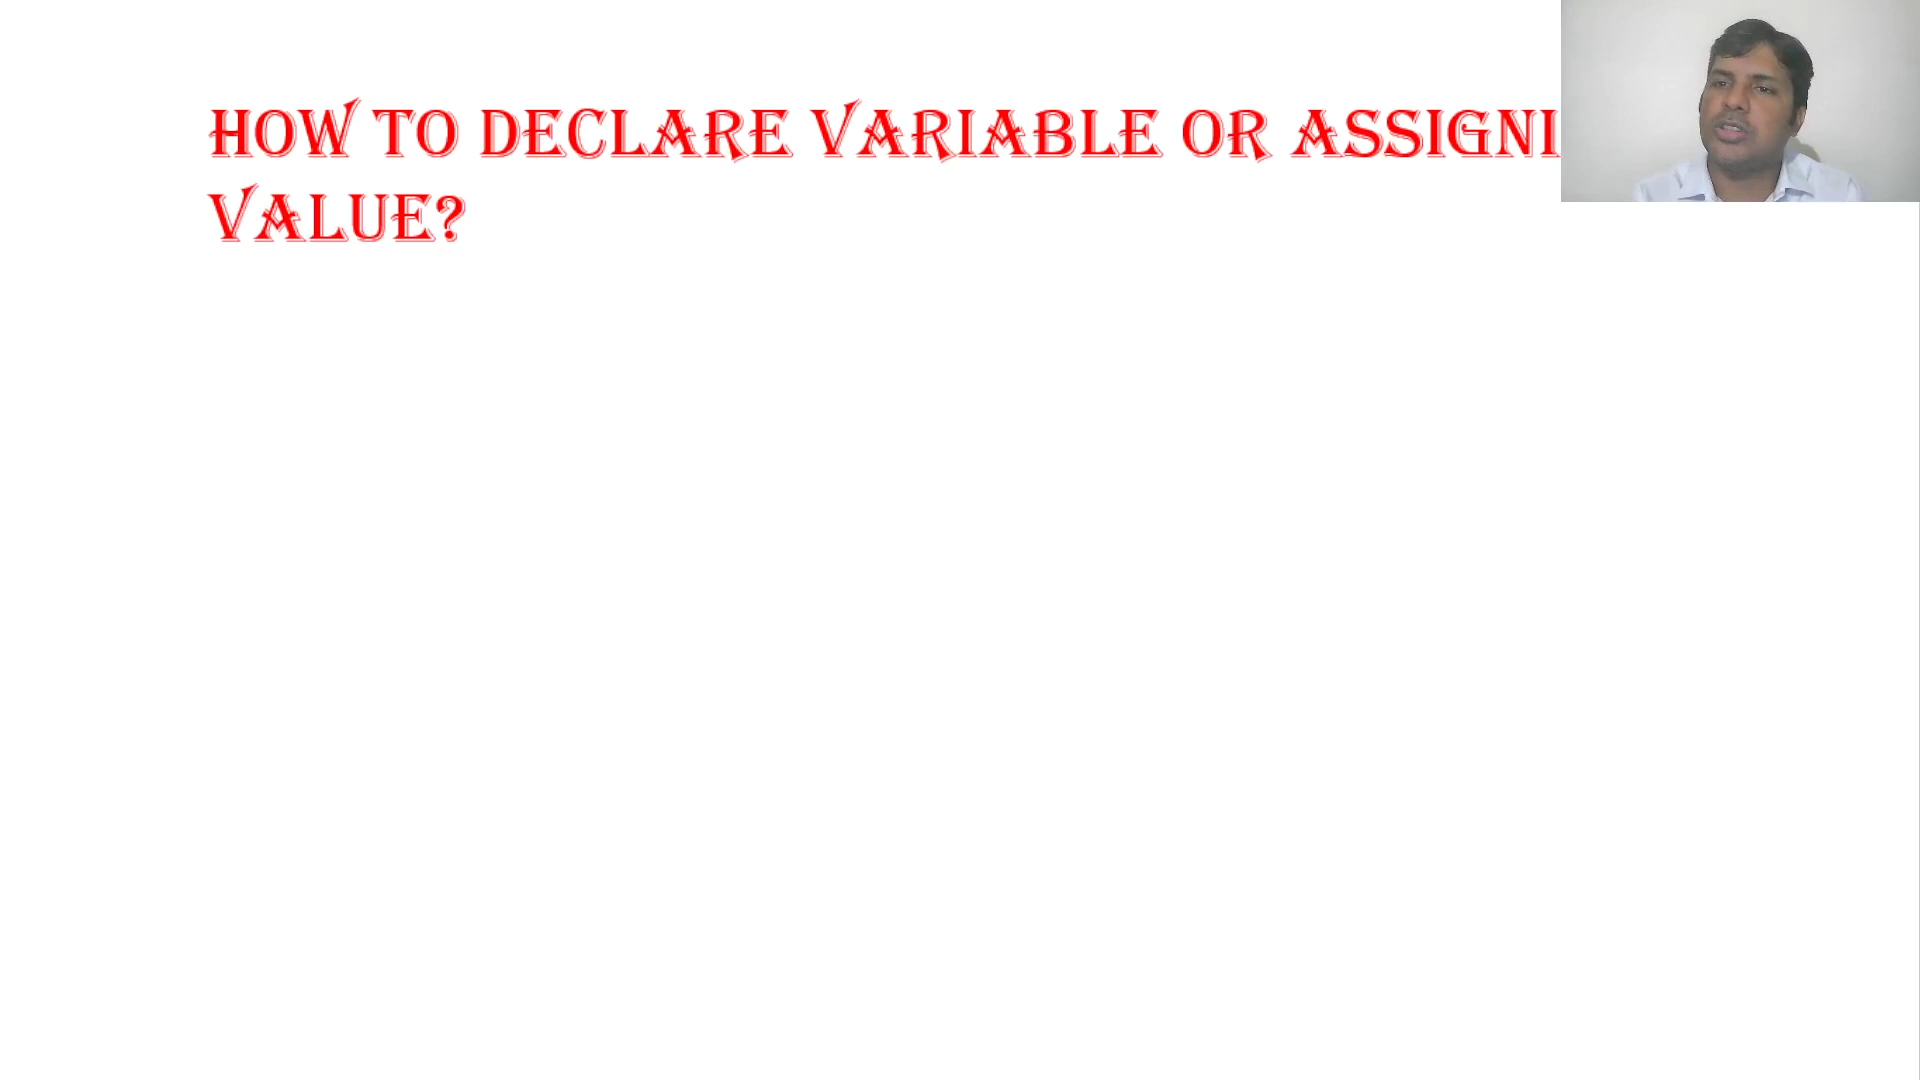 HOW TO DECLARE VARIABLE OR ASSIGNI
VALUE?